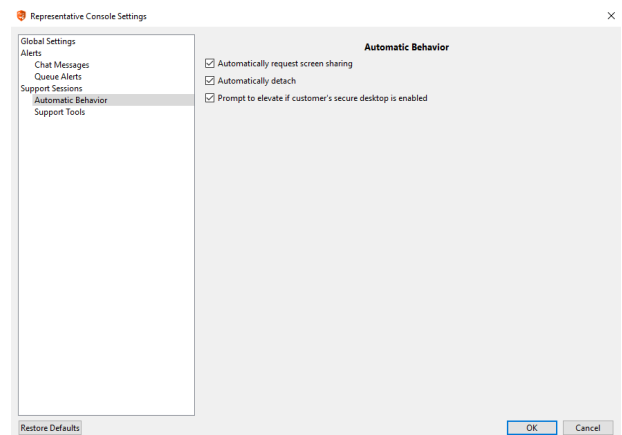 Representative Console Settings
Global Settings
Alerts
Chat Messages
Queue Alerts
Support Sessions
Automatic Behavior
Support Tools
Automatic Behavior
Automatically request screen sharing
Automatically detach
Prompt to elevate if customer's secure desktop is enabled
Restore Defaults
OK
Cancel